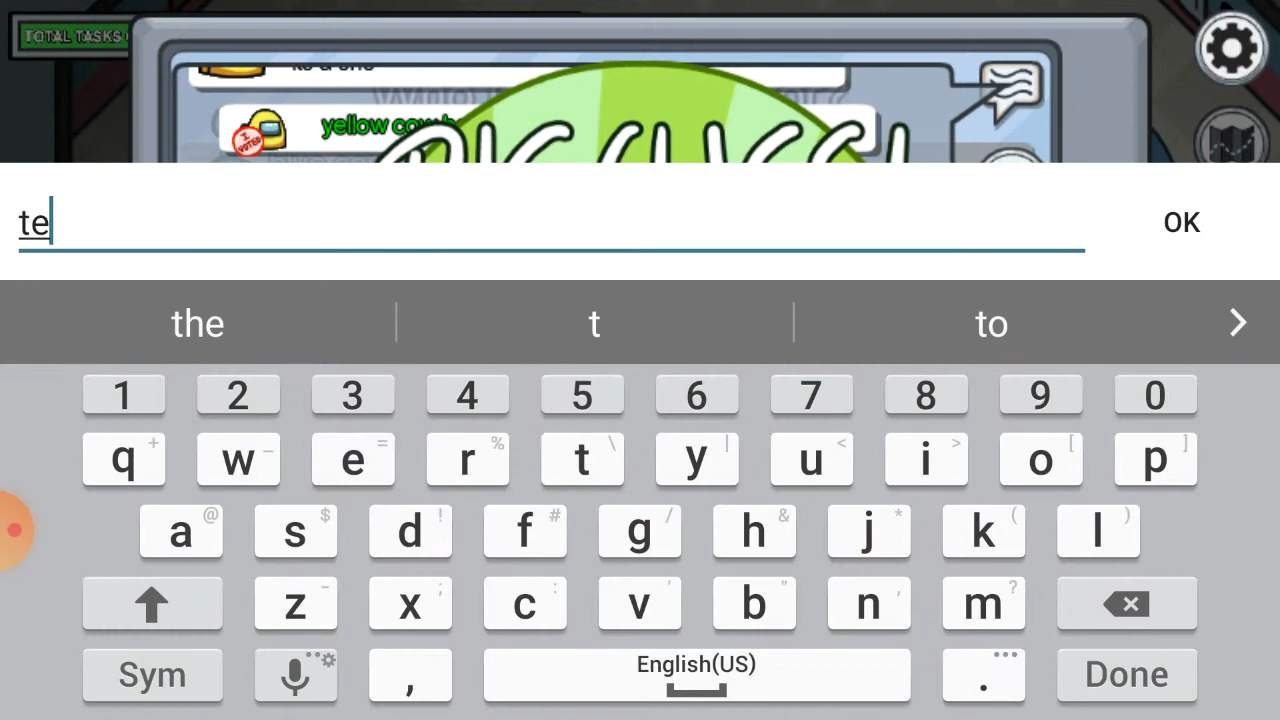 TOTAL TASKS
yellow
te
OK
the t to
1 2 3 4 5 6 7 8 9 0
q + w - e = r % t \ y | u < i > o [ p ]
a @ s $ d ! f # g / h & j * k ( l )
z - x ; c : v ' b " n , m ?
Sym , English(US) . Done